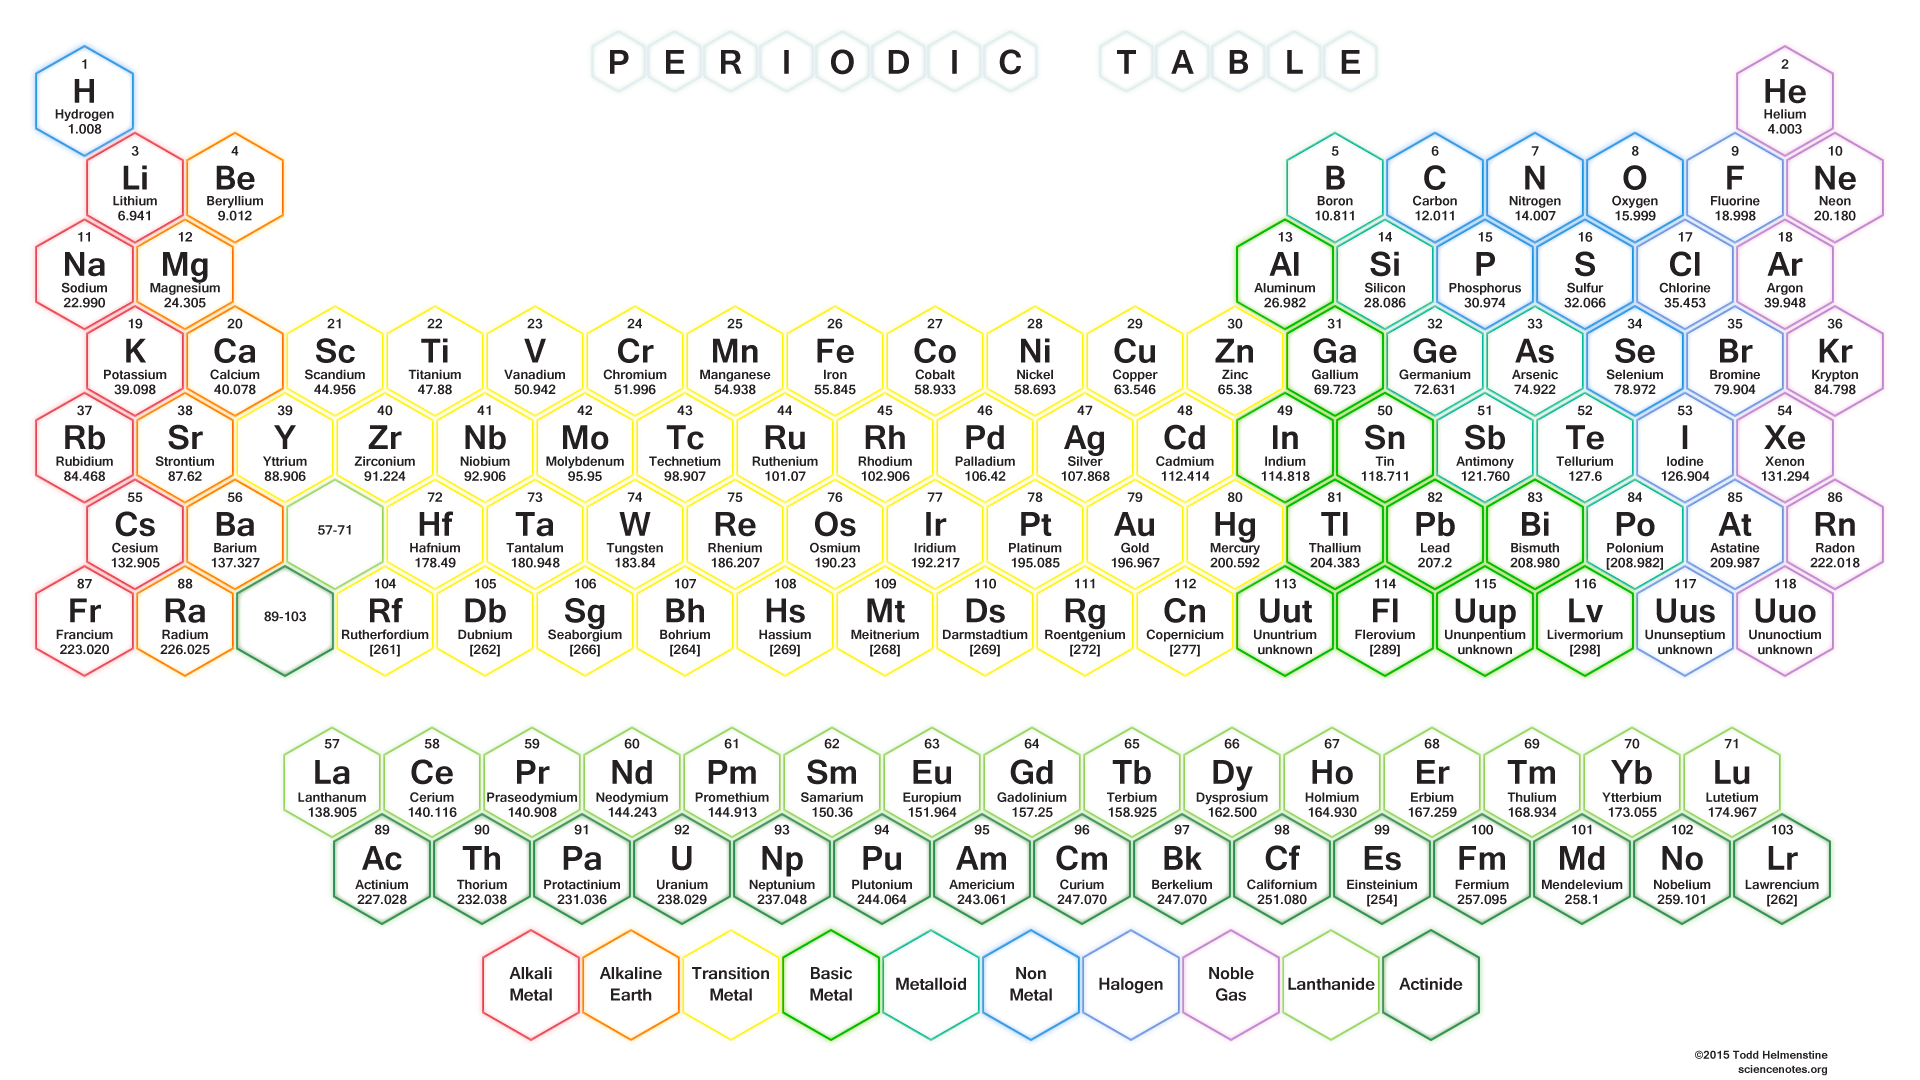 PERIODIC TABLE
1
H
Hydrogen
1.008
2
He
Helium
4.003
3
Li
Lithium
6.941
4
Be
Beryllium
9.012
5
B
Boron
10.811
6
C
Carbon
12.011
7
N
Nitrogen
14.007
8
O
Oxygen
15.999
9
F
Fluorine
18.998
10
Ne
Neon
20.180
11
Na
Sodium
22.990
12
Mg
Magnesium
24.305
13
Al
Aluminum
26.982
14
Si
Silicon
28.086
15
P
Phosphorus
30.974
16
S
Sulfur
32.066
17
Cl
Chlorine
35.453
18
Ar
Argon
39.948
19
K
Potassium
39.098
20
Ca
Calcium
40.078
21
Sc
Scandium
44.956
22
Ti
Titanium
47.88
23
V
Vanadium
50.942
24
Cr
Chromium
51.996
25
Mn
Manganese
54.938
26
Fe
Iron
55.845
27
Co
Cobalt
58.933
28
Ni
Nickel
58.693
29
Cu
Copper
63.546
30
Zn
Zinc
65.38
31
Ga
Gallium
69.723
32
Ge
Germanium
72.631
33
As
Arsenic
74.922
34
Se
Selenium
78.972
35
Br
Bromine
79.904
36
Kr
Krypton
84.798
37
Rb
Rubidium
84.468
38
Sr
Strontium
87.62
39
Y
Yttrium
88.906
40
Zr
Zirconium
91.224
41
Nb
Niobium
92.906
42
Mo
Molybdenum
95.95
43
Tc
Technetium
98.907
44
Ru
Ruthenium
101.07
45
Rh
Rhodium
102.906
46
Pd
Palladium
106.42
47
Ag
Silver
107.868
48
Cd
Cadmium
112.414
49
In
Indium
114.818
50
Sn
Tin
118.711
51
Sb
Antimony
121.760
52
Te
Tellurium
127.6
53
I
Iodine
126.904
54
Xe
Xenon
131.294
55
Cs
Cesium
132.905
56
Ba
Barium
137.327
57-71
72
Hf
Hafnium
178.49
73
Ta
Tantalum
180.948
74
W
Tungsten
183.84
75
Re
Rhenium
186.207
76
Os
Osmium
190.23
77
Ir
Iridium
192.217
78
Pt
Platinum
195.085
79
Au
Gold
196.967
80
Hg
Mercury
200.592
81
Tl
Thallium
204.383
82
Pb
Lead
207.2
83
Bi
Bismuth
208.980
84
Po
Polonium
[208.982]
85
At
Astatine
209.987
86
Rn
Radon
222.018
87
Fr
Francium
223.020
88
Ra
Radium
226.025
89-103
104
Rf
Rutherfordium
[261]
105
Db
Dubnium
[262]
106
Sg
Seaborgium
[266]
107
Bh
Bohrium
[264]
108
Hs
Hassium
[269]
109
Mt
Meitnerium
[268]
110
Ds
Darmstadtium
[269]
111
Rg
Roentgenium
[272]
112
Cn
Copernicium
[277]
113
Uut
Ununtrium
unknown
114
Fl
Flerovium
[289]
115
Uup
Ununpentium
unknown
116
Lv
Livermorium
[298]
117
Uus
Ununseptium
unknown
118
Uuo
Ununoctium
unknown
57
La
Lanthanum
138.905
58
Ce
Cerium
140.116
59
Pr
Praseodymium
140.908
60
Nd
Neodymium
144.243
61
Pm
Promethium
144.913
62
Sm
Samarium
150.36
63
Eu
Europium
151.964
64
Gd
Gadolinium
157.25
65
Tb
Terbium
158.925
66
Dy
Dysprosium
162.500
67
Ho
Holmium
164.930
68
Er
Erbium
167.259
69
Tm
Thulium
168.934
70
Yb
Ytterbium
173.055
71
Lu
Lutetium
174.967
89
Ac
Actinium
227.028
90
Th
Thorium
232.038
91
Pa
Protactinium
231.036
92
U
Uranium
238.029
93
Np
Neptunium
237.048
94
Pu
Plutonium
244.064
95
Am
Americium
243.061
96
Cm
Curium
247.070
97
Bk
Berkelium
247.070
98
Cf
Californium
251.080
99
Es
Einsteinium
[254]
100
Fm
Fermium
257.095
101
Md
Mendelevium
258.1
102
No
Nobelium
259.101
103
Lr
Lawrencium
[262]
Alkali
Metal
Alkaline
Earth
Transition
Metal
Basic
Metal
Metalloid
Non
Metal
Halogen
Noble
Gas
Lanthanide
Actinide
©2015 Todd Helmenstine
sciencenotes.org